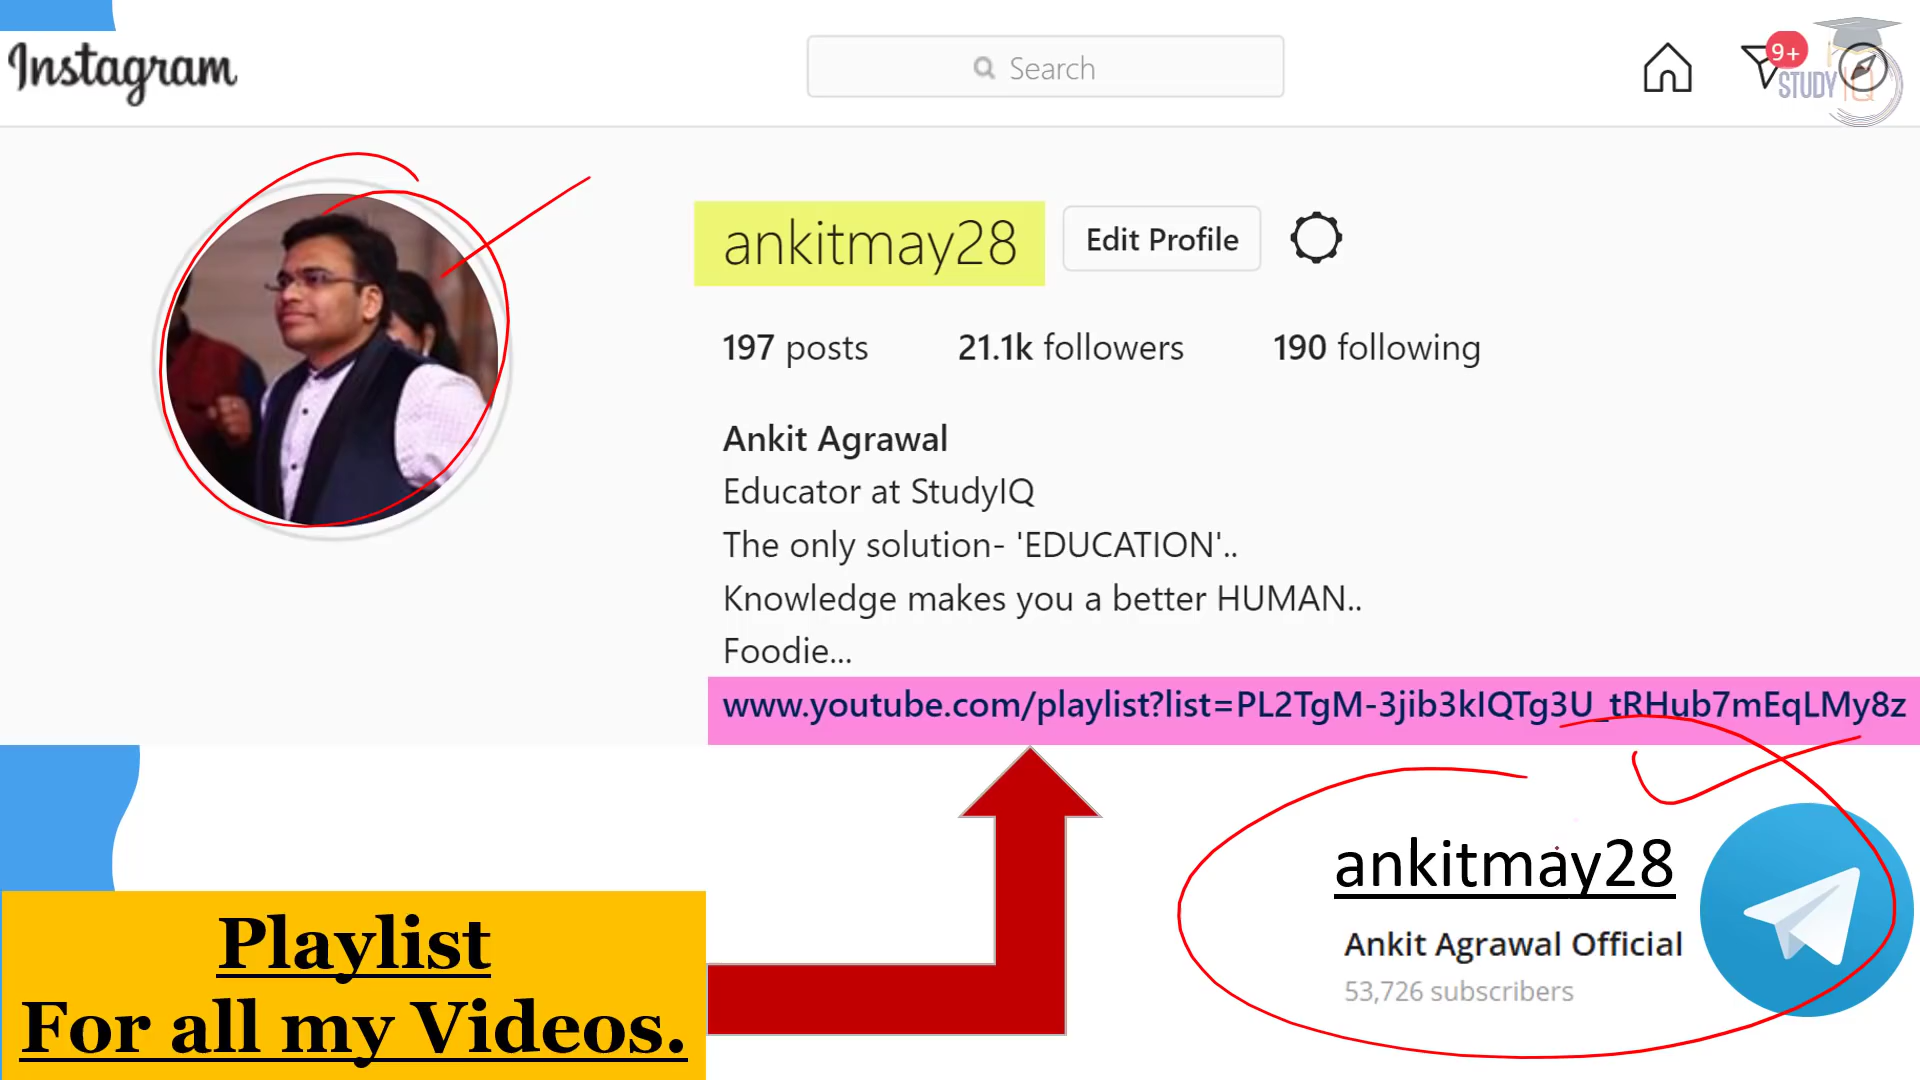 Instagram
Search
9+
STUDY IQ
ankitmay28
Edit Profile
197 posts 21.1k followers 190 following
Ankit Agrawal
Educator at StudyIQ
The only solution- 'EDUCATION'..
Knowledge makes you a better HUMAN..
Foodie...
www.youtube.com/playlist?list=PL2TgM-3jib3kIQTg3U_tRHub7mEqLMy8z
Playlist
For all my Videos.
ankitmay28
Ankit Agrawal Official
53,726 subscribers